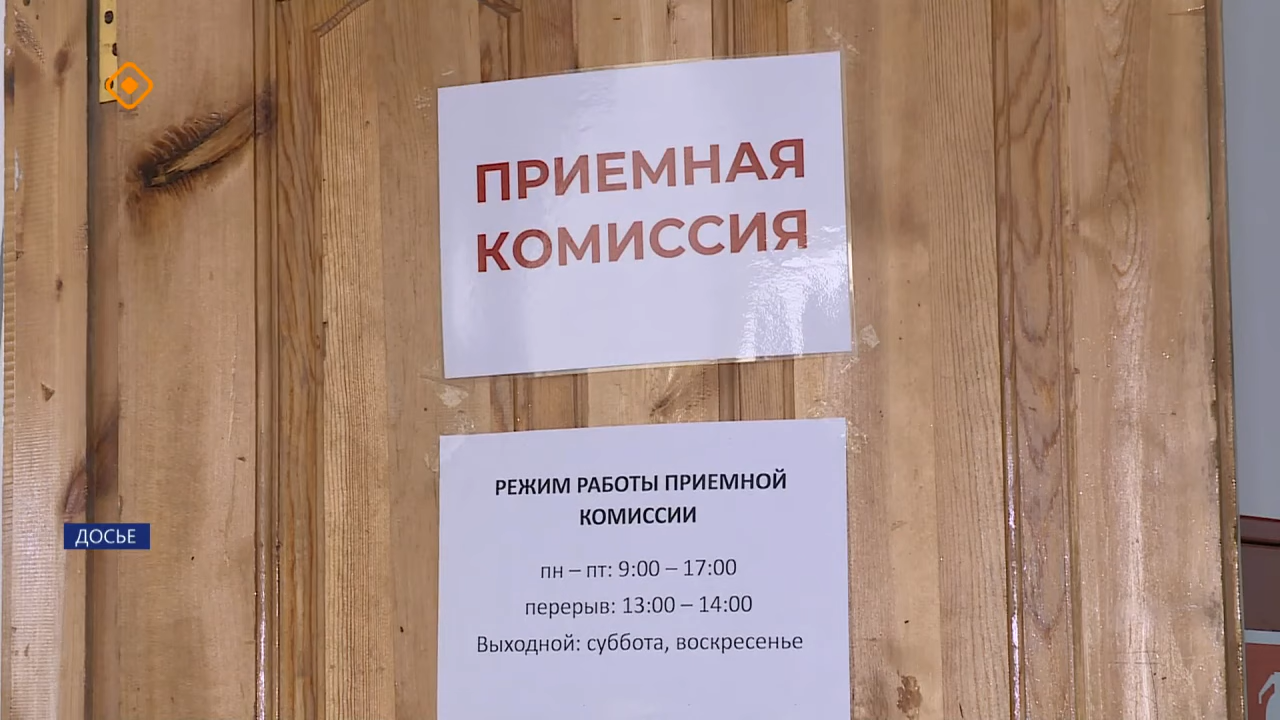 ПРИЕМНАЯ
КОМИССИЯ
РЕЖИМ РАБОТЫ ПРИЕМНОЙ
КОМИССИИ
пн – пт: 9:00 – 17:00
перерыв: 13:00 – 14:00
Выходной: суббота, воскресенье
ДОСЬЕ